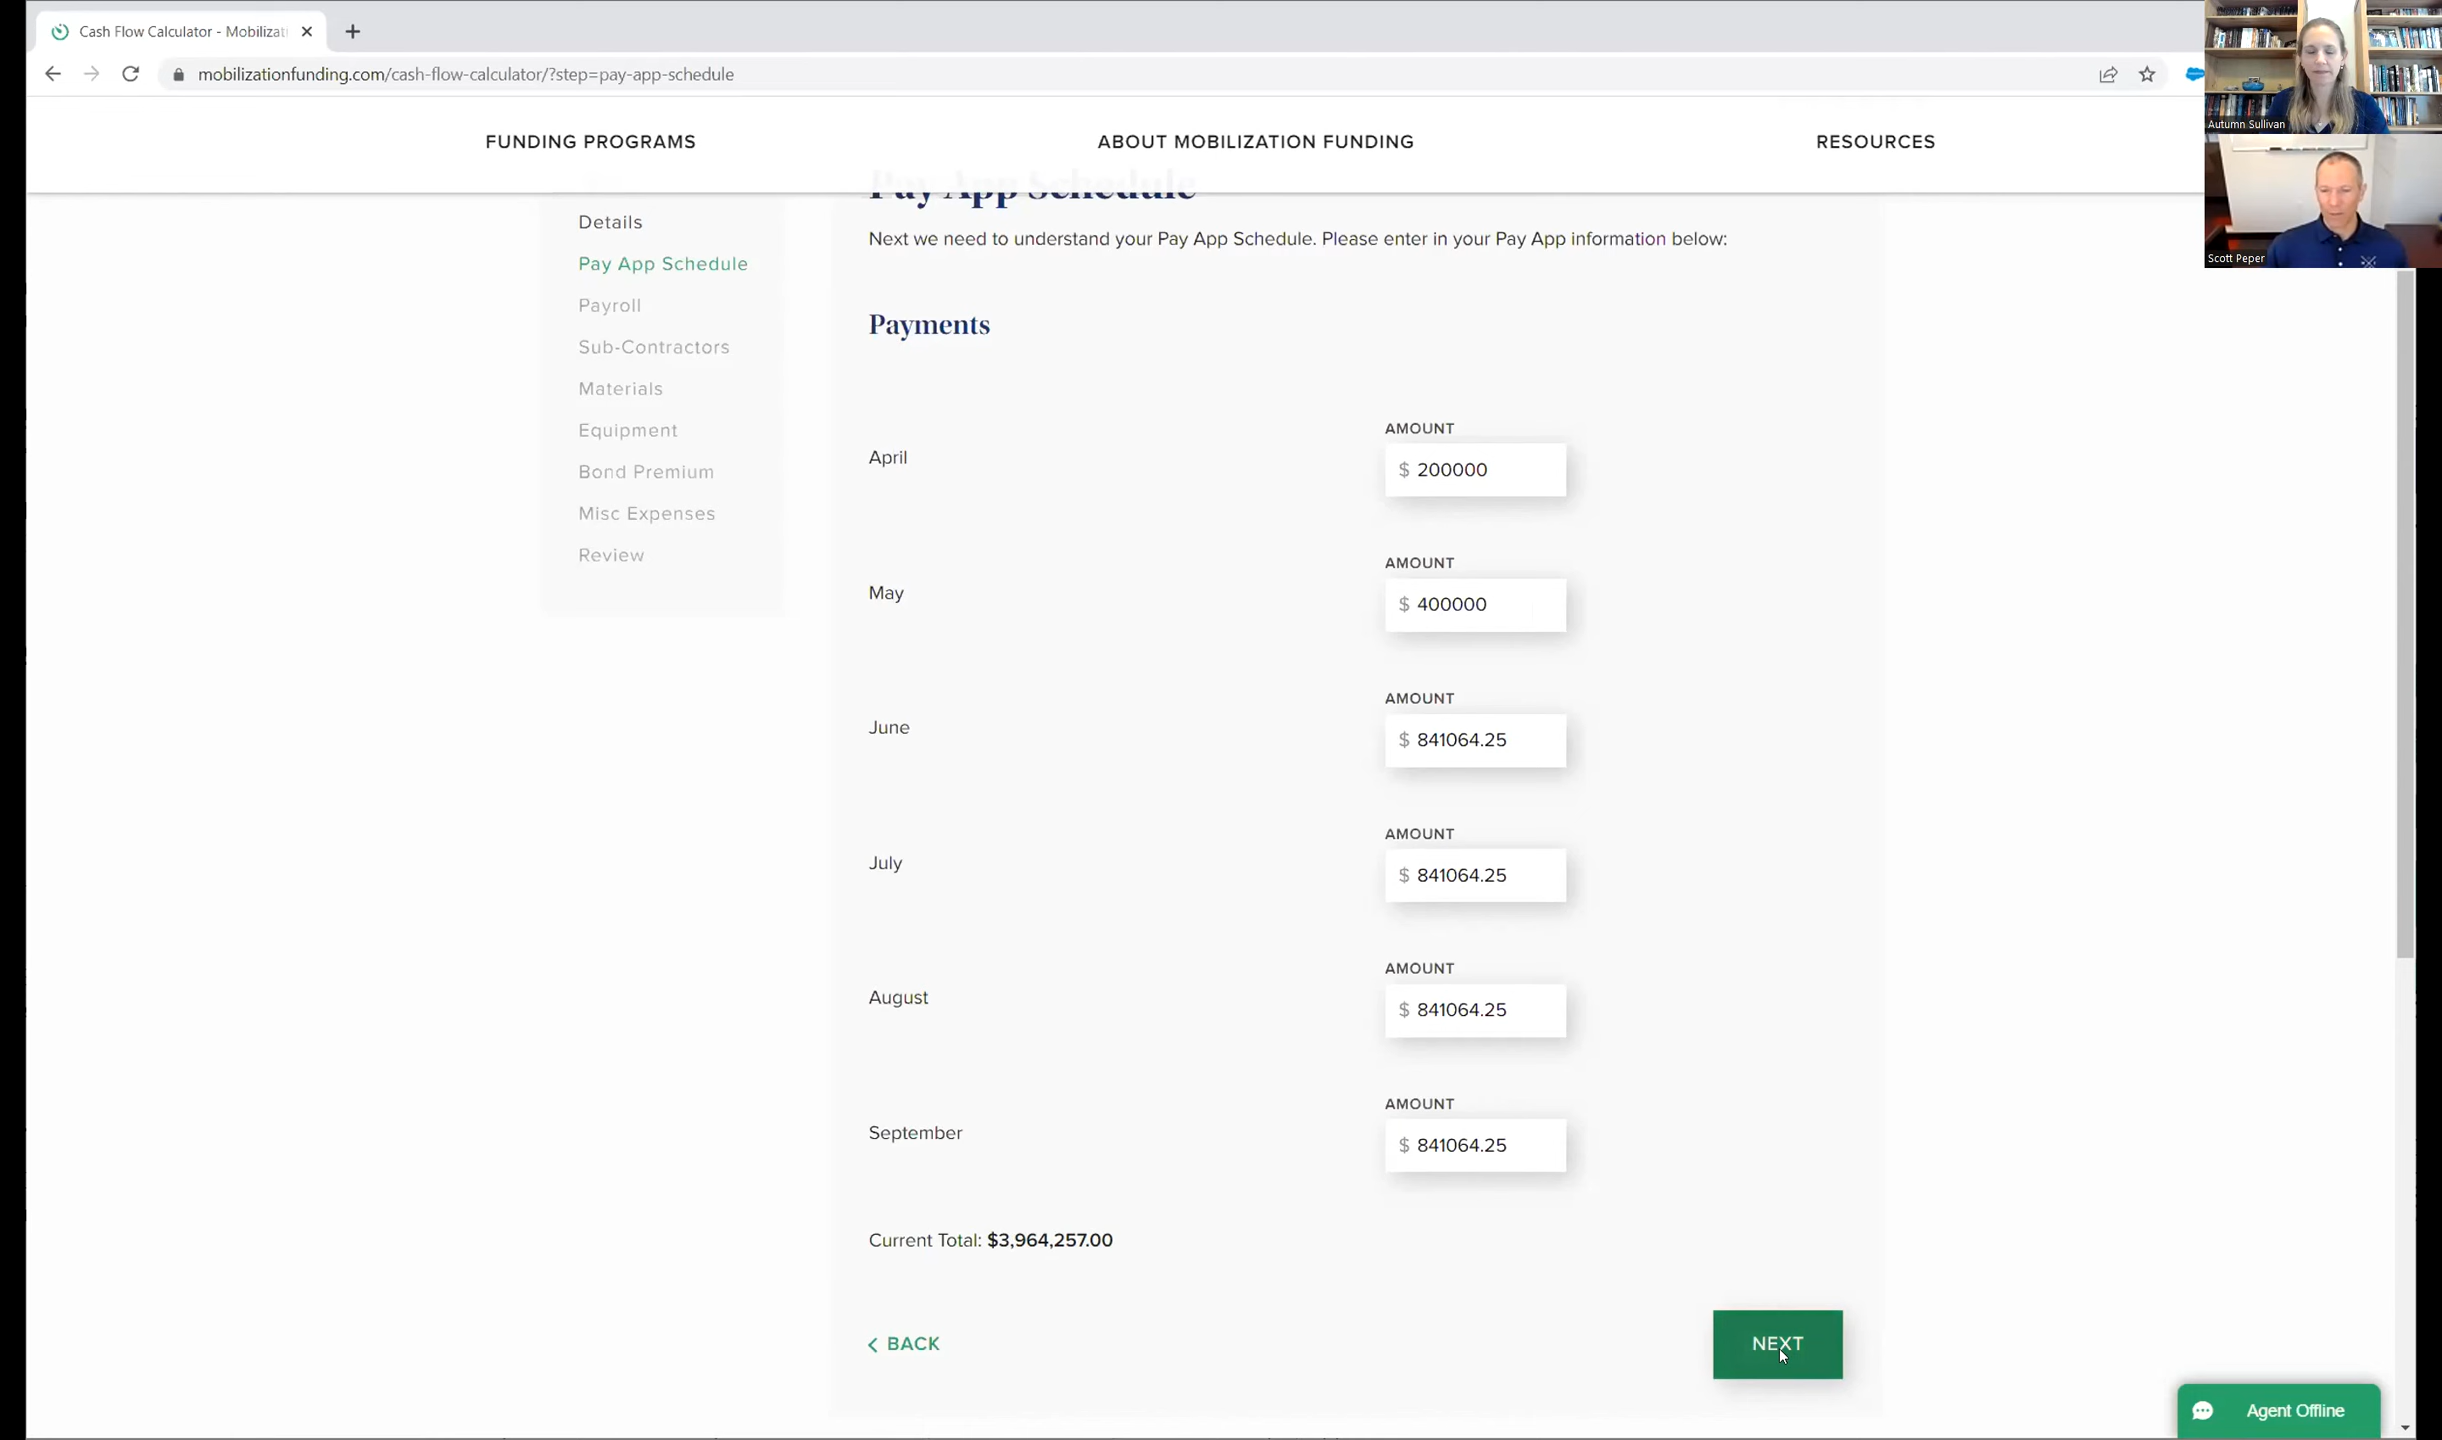 Cash Flow Calculator - Mobilizat
mobilizationfunding.com/cash-flow-calculator/?step=pay-app-schedule
Autumn Sullivan
Scott Peper
FUNDING PROGRAMS
ABOUT MOBILIZATION FUNDING
RESOURCES
Details
Pay App Schedule
Payroll
Sub-Contractors
Materials
Equipment
Bond Premium
Misc Expenses
Review
Pay App Schedule
Next we need to understand your Pay App Schedule. Please enter in your Pay App information below:
Payments
AMOUNT
April
$ 200000
AMOUNT
May
$ 400000
AMOUNT
June
$ 841064.25
AMOUNT
July
$ 841064.25
AMOUNT
August
$ 841064.25
AMOUNT
September
$ 841064.25
Current Total: $3,964,257.00
BACK
NEXT
Agent Offline